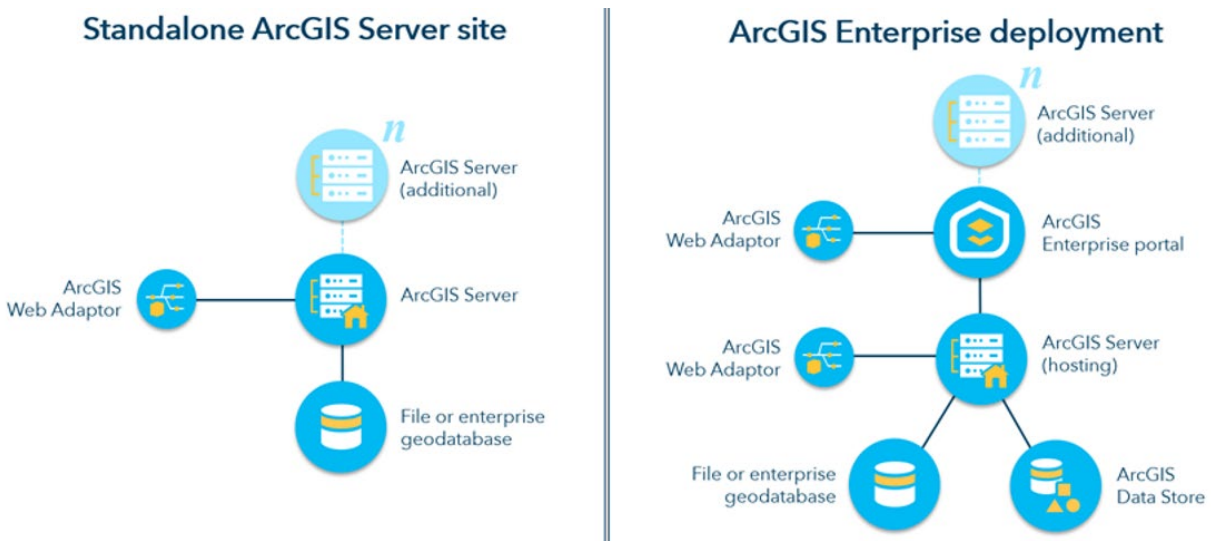 Standalone ArcGIS Server site
n
ArcGIS Server
(additional)
ArcGIS
Web Adaptor
ArcGIS Server
File or enterprise
geodatabase
ArcGIS Enterprise deployment
n
ArcGIS Server
(additional)
ArcGIS
Web Adaptor
ArcGIS
Enterprise portal
ArcGIS
Web Adaptor
ArcGIS Server
(hosting)
File or enterprise
geodatabase
ArcGIS
Data Store